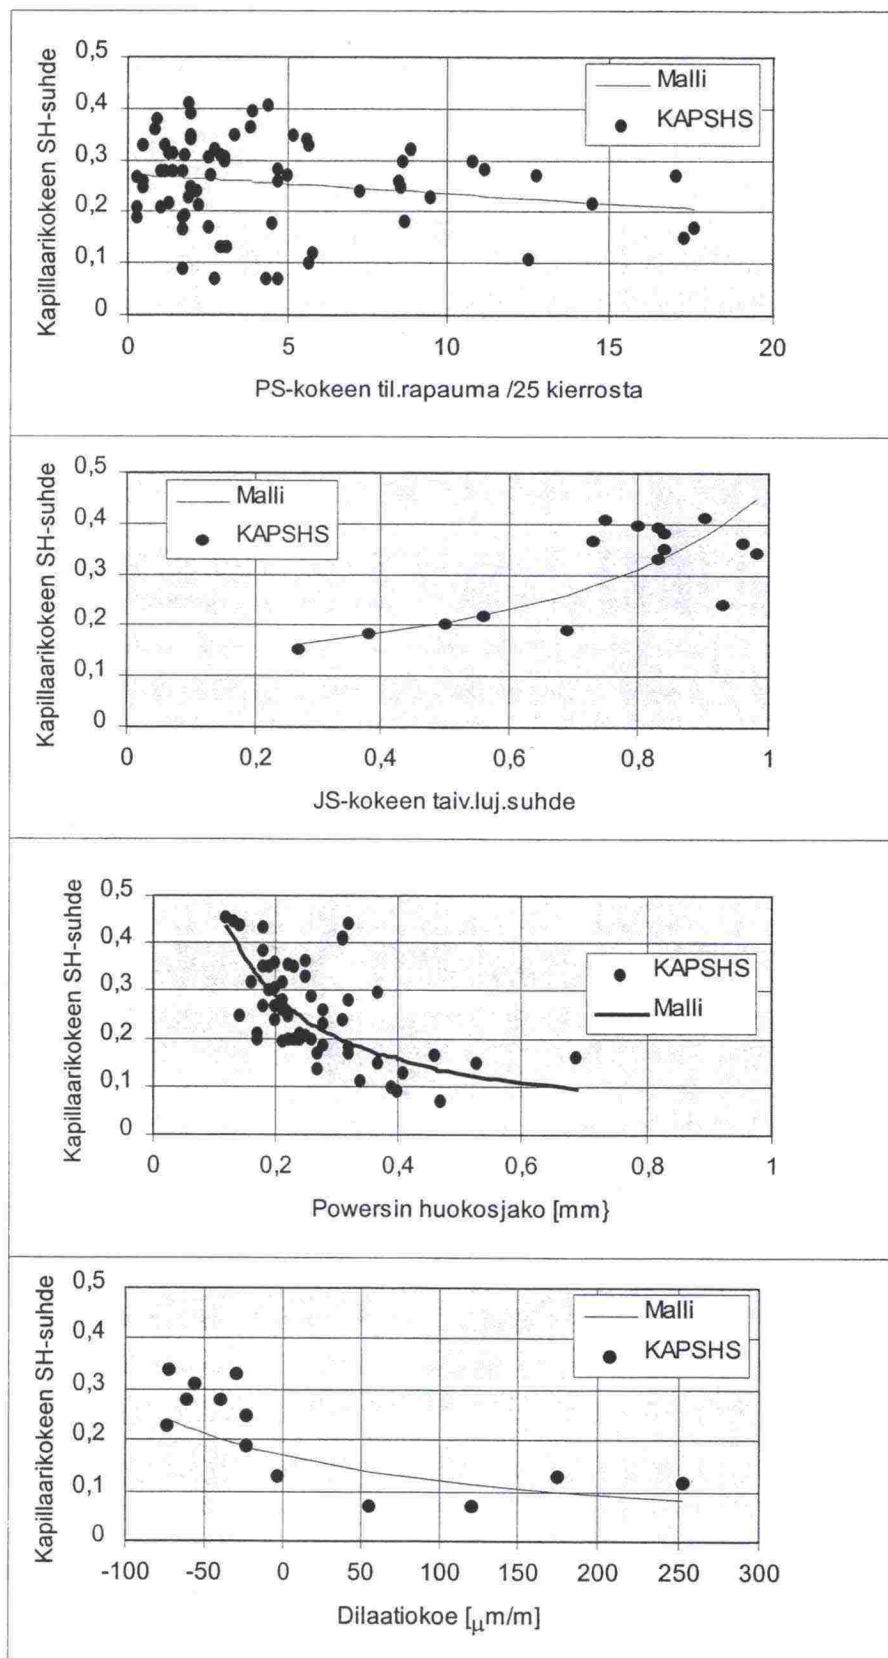 Kapillaarikokeen SH-suhde
0,5
0,4
0,3
0,2
0,1
0
Malli
KAPSHS
0 5 10 15 20
PS-kokeen til.rapauma /25 kierrosta
Kapillaarikokeen SH-suhde
0,5
0,4
0,3
0,2
0,1
0
Malli
KAPSHS
0 0,2 0,4 0,6 0,8 1
JS-kokeen taiv.luj.suhde
Kapillaarikokeen SH-suhde
0,5
0,4
0,3
0,2
0,1
0
KAPSHS
Malli
0 0,2 0,4 0,6 0,8 1
Powersin huokosjako [mm}
Kapillaarikokeen SH-suhde
0,5
0,4
0,3
0,2
0,1
0
Malli
KAPSHS
-100 -50 0 50 100 150 200 250 300
Dilaatiokoe [μm/m]